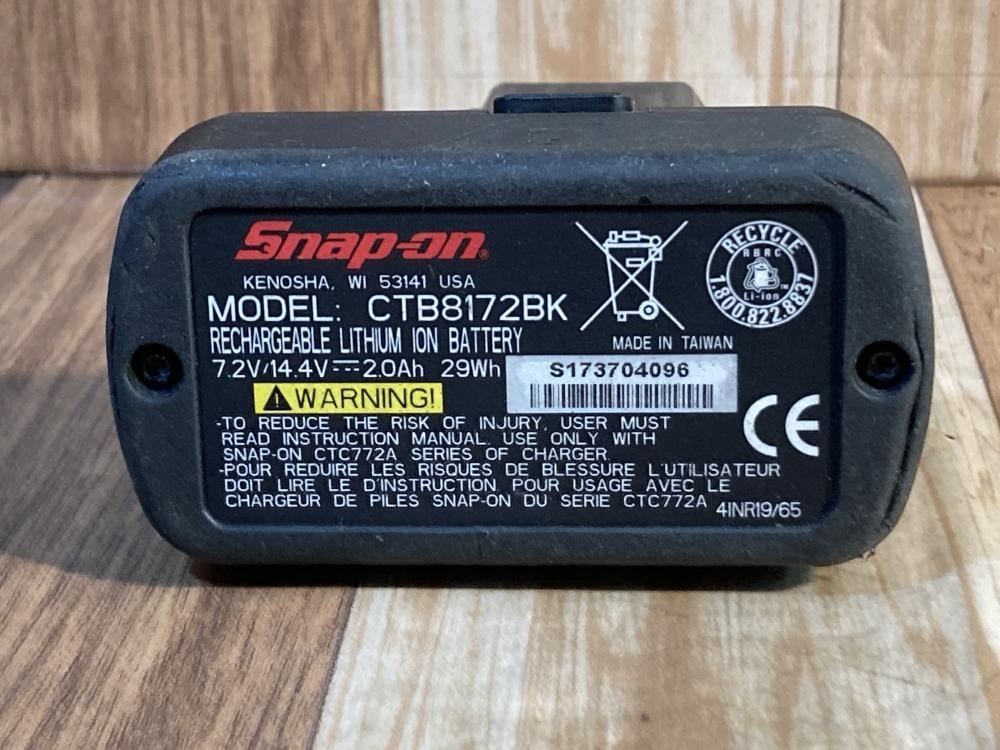 Snap-on®
KENOSHA, WI 53141 USA
MODEL: CTB8172BK
RECHARGEABLE LITHIUM ION BATTERY
MADE IN TAIWAN
7.2V/14.4V⎓2.0Ah 29Wh
S173704096
⚠WARNING!
-TO REDUCE THE RISK OF INJURY, USER MUST
READ INSTRUCTION MANUAL. USE ONLY WITH
SNAP-ON CTC772A SERIES OF CHARGER.
-POUR REDUIRE LES RISQUES DE BLESSURE L'UTILISATEUR
DOIT LIRE LE D'INSTRUCTION. POUR USAGE AVEC LE
CHARGEUR DE PILES SNAP-ON DU SERIE CTC772A
4INR19/65
RECYCLE
RBRC
Li-ion
1.800.822.8837
CE